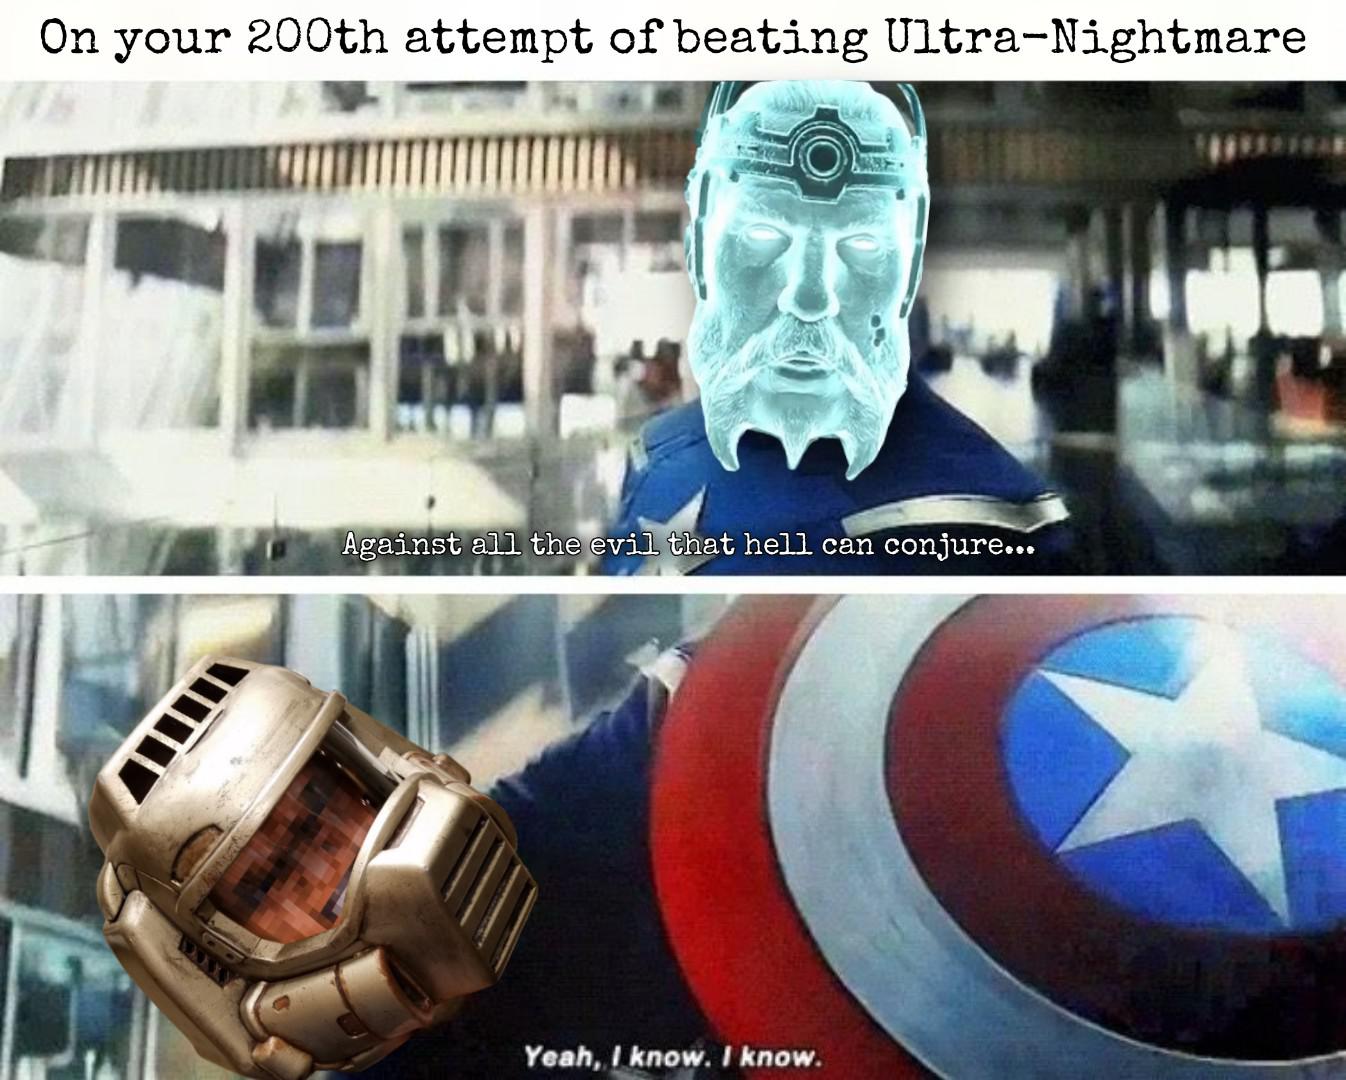 On your 200th attempt of beating Ultra-Nightmare
Against all the evil that hell can conjure...
Yeah, I know. I know.